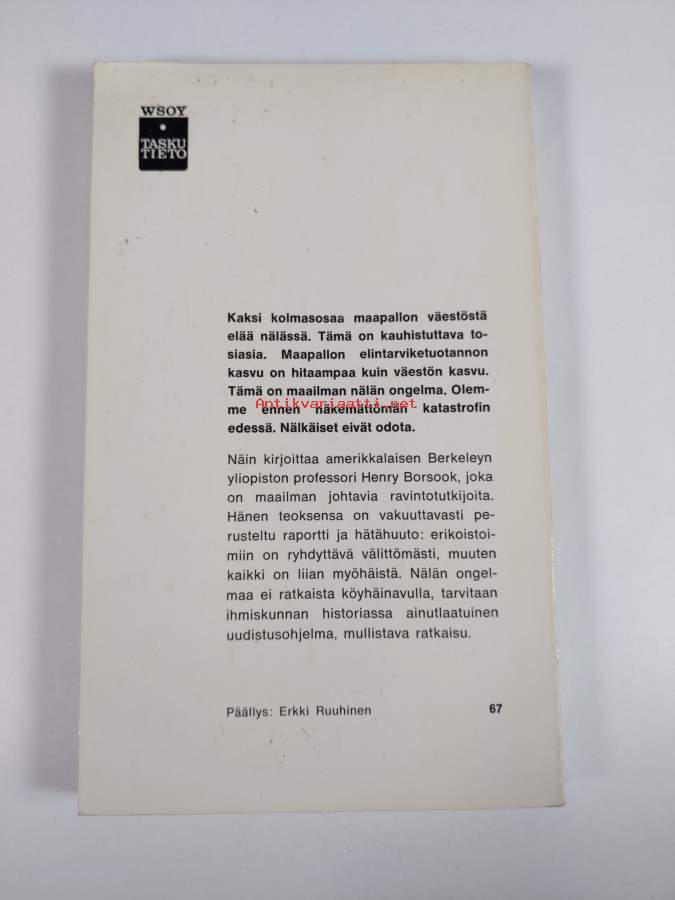 WSOY
TASKU
TIETO
Kaksi kolmasosaa maapallon väestöstä
elää nälässä. Tämä on kauhistuttava to-
siasia. Maapallon elintarviketuotannon
kasvu on hitaampaa kuin väestön kasvu.
Tämä on maailman nälän ongelma. Olem-
me ennen näkemättömän katastrofin
edessä. Nälkäiset eivät odota.
Antikvariaatti.net
Näin kirjoittaa amerikkalaisen Berkeleyn
yliopiston professori Henry Borsook, joka
on maailman johtavia ravintotutkijoita.
Hänen teoksensa on vakuuttavasti pe-
rusteltu raportti ja hätähuuto: erikoistoi-
miin on ryhdyttävä välittömästi, muuten
kaikki on liian myöhäistä. Nälän ongel-
maa ei ratkaista köyhäinavulla, tarvitaan
ihmiskunnan historiassa ainutlaatuinen
uudistusohjelma, mullistava ratkaisu.
Päällys: Erkki Ruuhinen 67